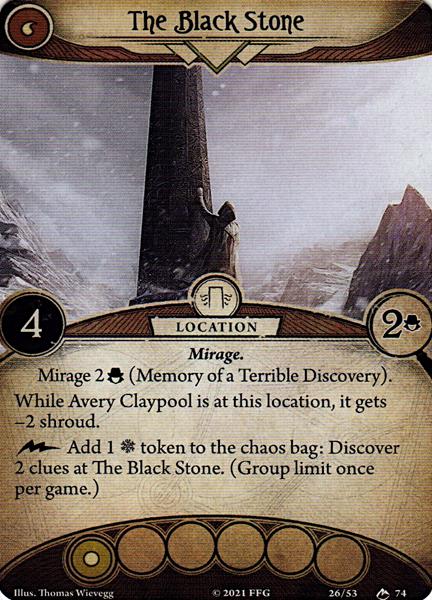 The Black Stone
4
LOCATION
2
Mirage.
Mirage 2 (Memory of a Terrible Discovery).
While Avery Claypool is at this location, it gets
–2 shroud.
Add 1 token to the chaos bag: Discover
2 clues at The Black Stone. (Group limit once
per game.)
Illus. Thomas Wievegg © 2021 FFG 26/53 74